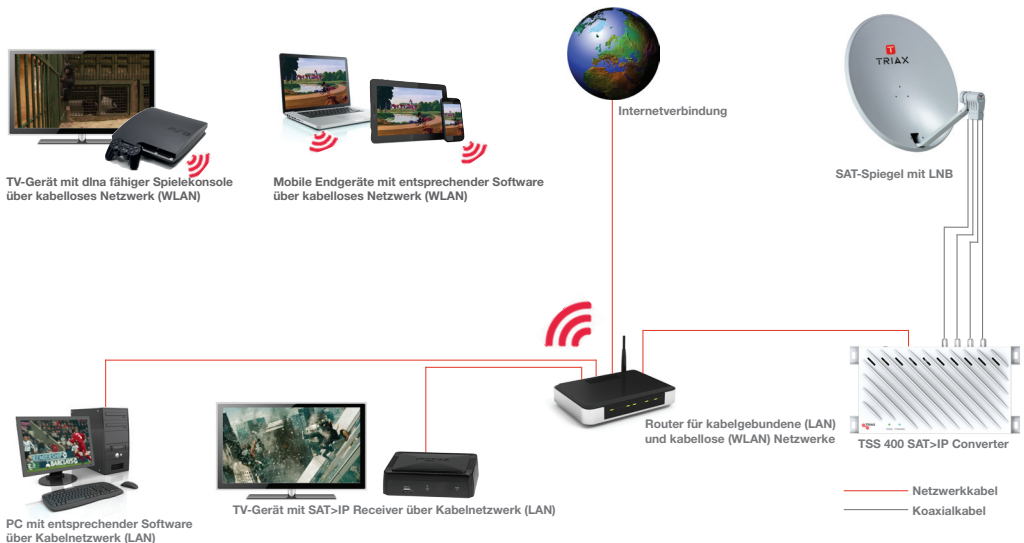 TRIAX
Internetverbindung
SAT-Spiegel mit LNB
TV-Gerät mit dlna fähiger Spielekonsole
über kabelloses Netzwerk (WLAN)
Mobile Endgeräte mit entsprechender Software
über kabelloses Netzwerk (WLAN)
Router für kabelgebundene (LAN)
und kabellose (WLAN) Netzwerke
TSS 400 SAT>IP Converter
TV-Gerät mit SAT>IP Receiver über Kabelnetzwerk (LAN)
PC mit entsprechender Software
über Kabelnetzwerk (LAN)
Netzwerkkabel
Koaxialkabel